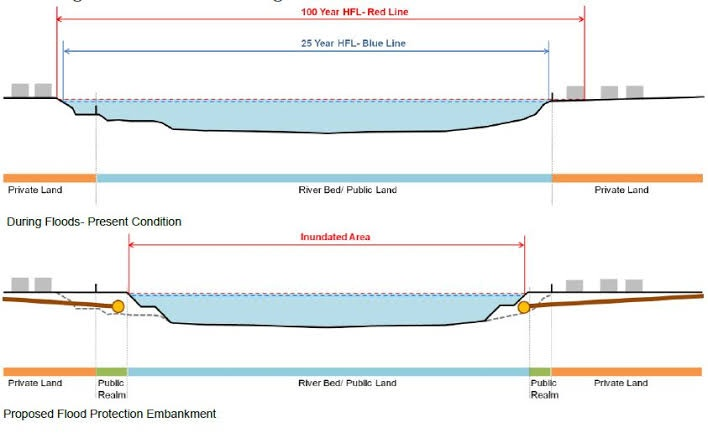 100 Year HFL- Red Line
25 Year HFL- Blue Line
Private Land
River Bed/ Public Land
Private Land
During Floods- Present Condition
Inundated Area
Private Land
Public
Realm
River Bed/ Public Land
Public
Realm
Private Land
Proposed Flood Protection Embankment